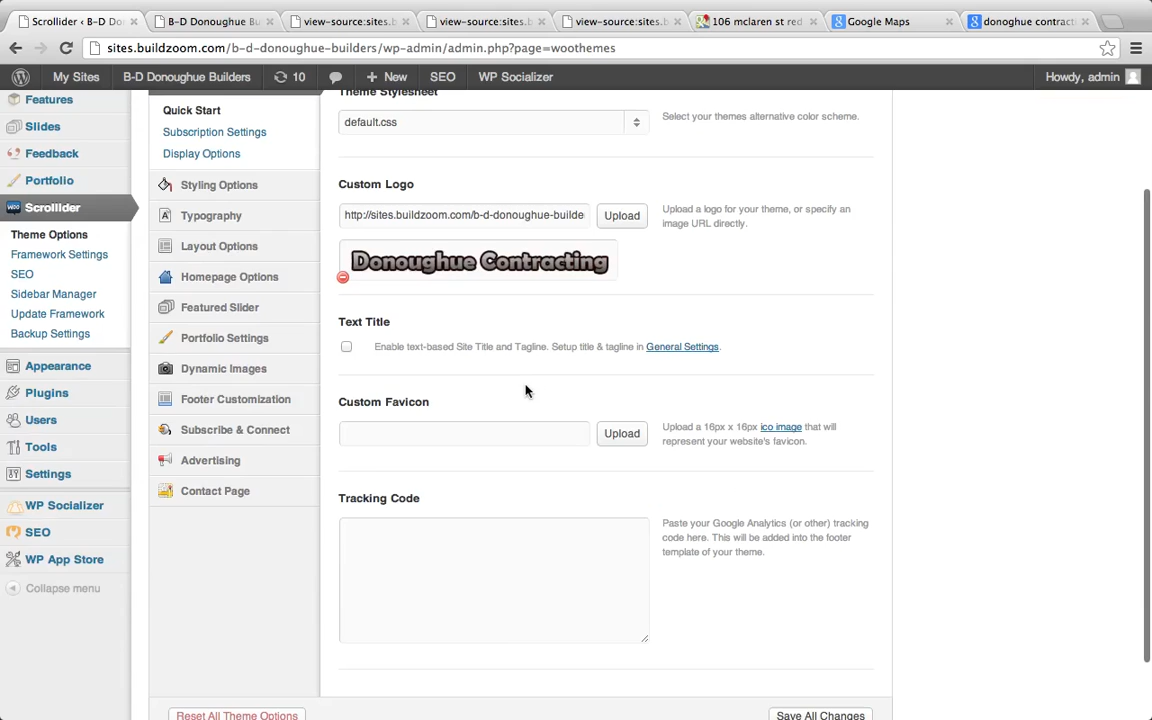 Scrollider ‹ B-D Don
B-D Donoughue Bu
view-source:sites.b
view-source:sites.b
view-source:sites.b
106 mclaren st red
Google Maps
donoghue contract
sites.buildzoom.com/b-d-donoughue-builders/wp-admin/admin.php?page=woothemes
My Sites
B-D Donoughue Builders
10
New
SEO
WP Socializer
Howdy, admin
Features
Slides
Feedback
Portfolio
Scrollider
Theme Options
Framework Settings
SEO
Sidebar Manager
Update Framework
Backup Settings
Appearance
Plugins
Users
Tools
Settings
WP Socializer
SEO
WP App Store
Collapse menu
Quick Start
Subscription Settings
Display Options
Styling Options
Typography
Layout Options
Homepage Options
Featured Slider
Portfolio Settings
Dynamic Images
Footer Customization
Subscribe & Connect
Advertising
Contact Page
Theme Stylesheet
default.css
Select your themes alternative color scheme.
Custom Logo
http://sites.buildzoom.com/b-d-donoughue-builde
Upload
Upload a logo for your theme, or specify an
image URL directly.
Donoughue Contracting
Text Title
Enable text-based Site Title and Tagline. Setup title & tagline in General Settings.
Custom Favicon
Upload
Upload a 16px x 16px ico image that will
represent your website's favicon.
Tracking Code
Paste your Google Analytics (or other) tracking
code here. This will be added into the footer
template of your theme.
Reset All Theme Options
Save All Changes